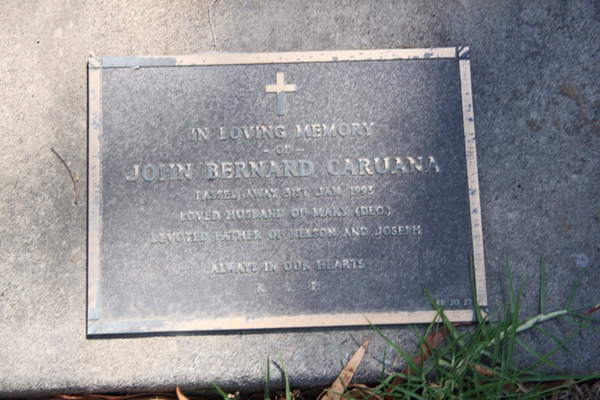 IN LOVING MEMORY
- OF -
JOHN BERNARD CARUANA
PASSED AWAY 31ST JAN 1993
LOVED HUSBAND OF MARY (DEC.)
DEVOTED FATHER OF NELSON AND JOSEPH
ALWAYS IN OUR HEARTS
R I P